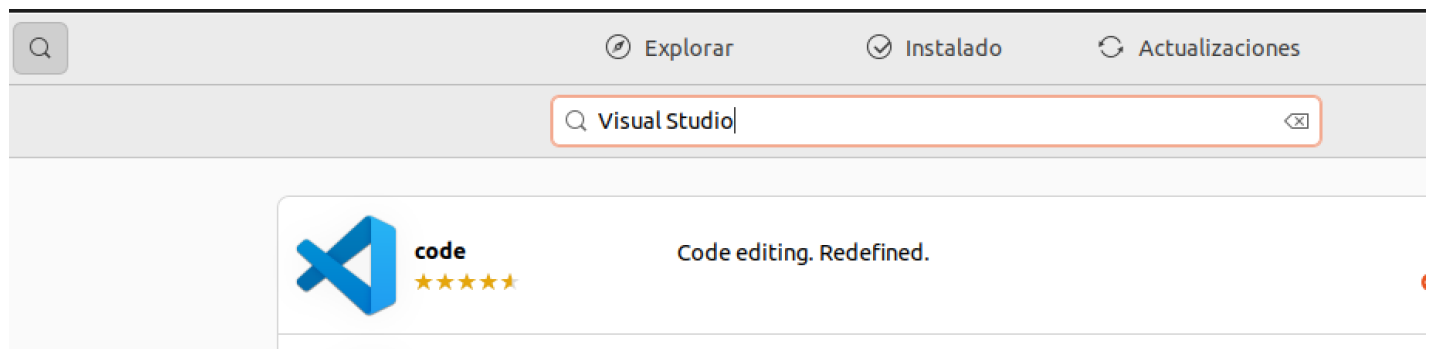 Explorar Instalado Actualizaciones
Visual Studio
code Code editing. Redefined.